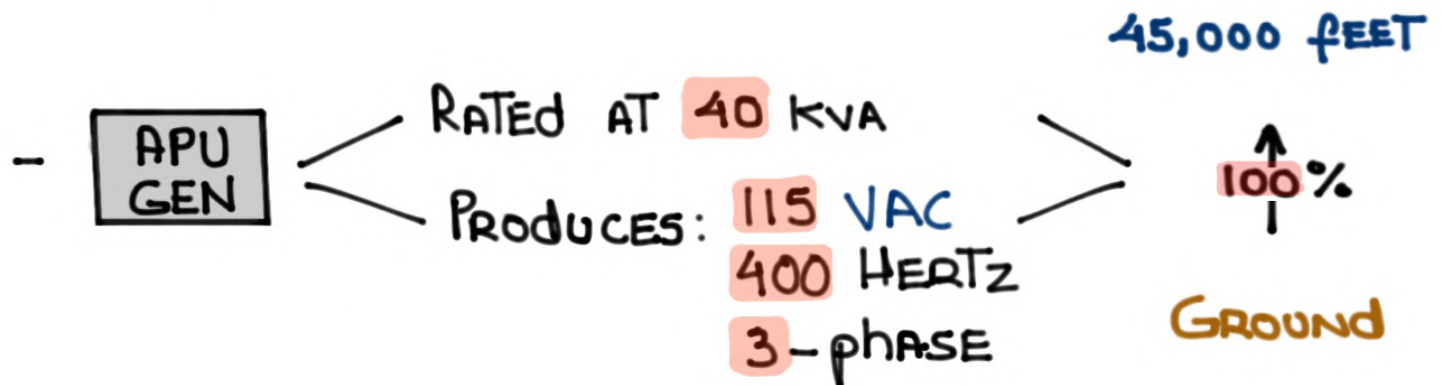 45,000 FEET
- APU GEN
RATEd AT 40 KVA
PROdUCES: 115 VAC
400 HERTZ
3-phASE
100%
GROUNd